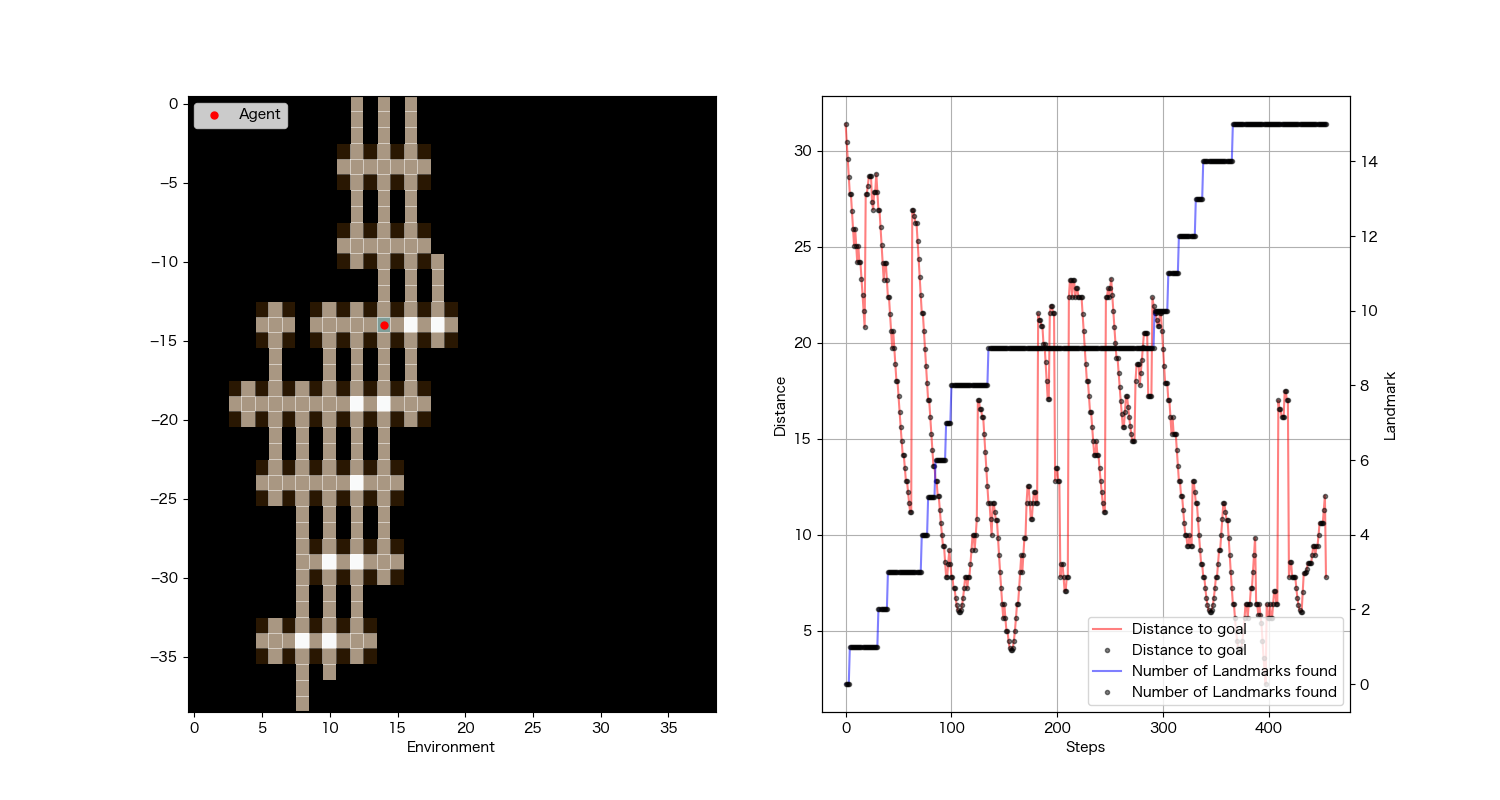 Agent
0
−5
−10
−15
−20
−25
−30
−35
0 5 10 15 20 25 30 35
Environment
30
25
20
15
10
5
Distance
0 100 200 300 400
Steps
14
12
10
8
6
4
2
0
Landmark
Distance to goal
Distance to goal
Number of Landmarks found
Number of Landmarks found